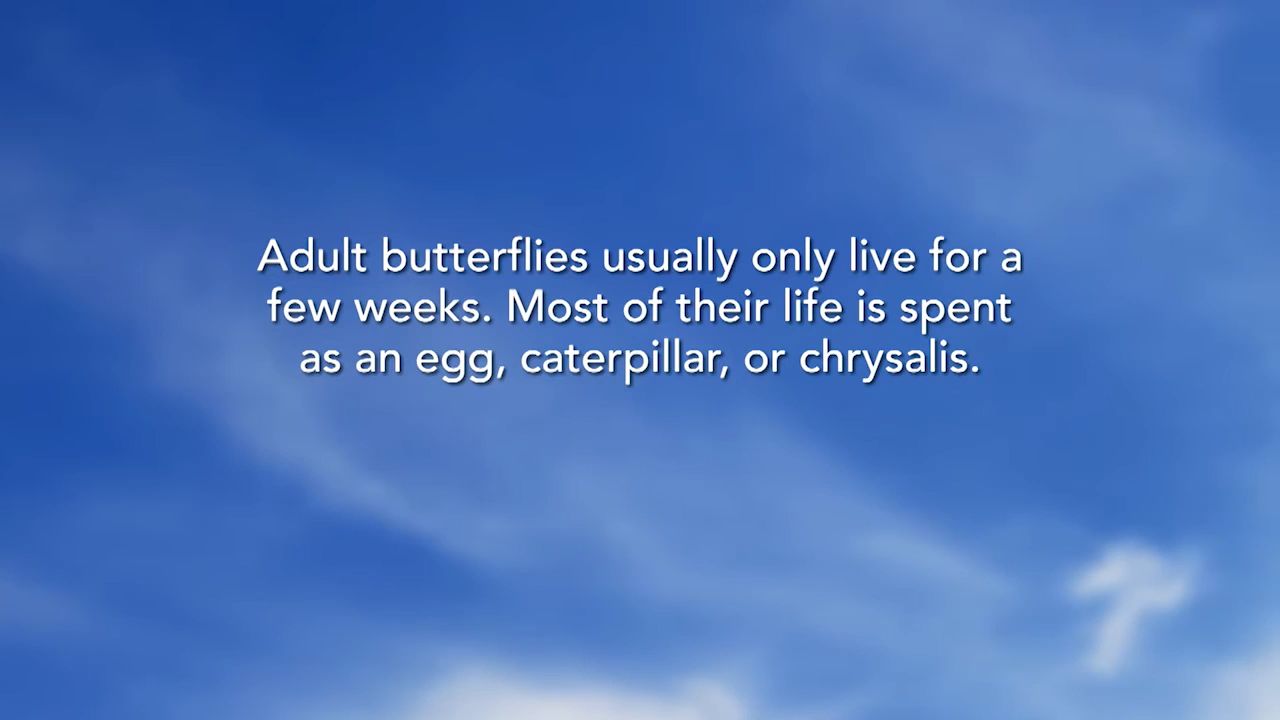 Adult butterflies usually only live for a
few weeks. Most of their life is spent
as an egg, caterpillar, or chrysalis.